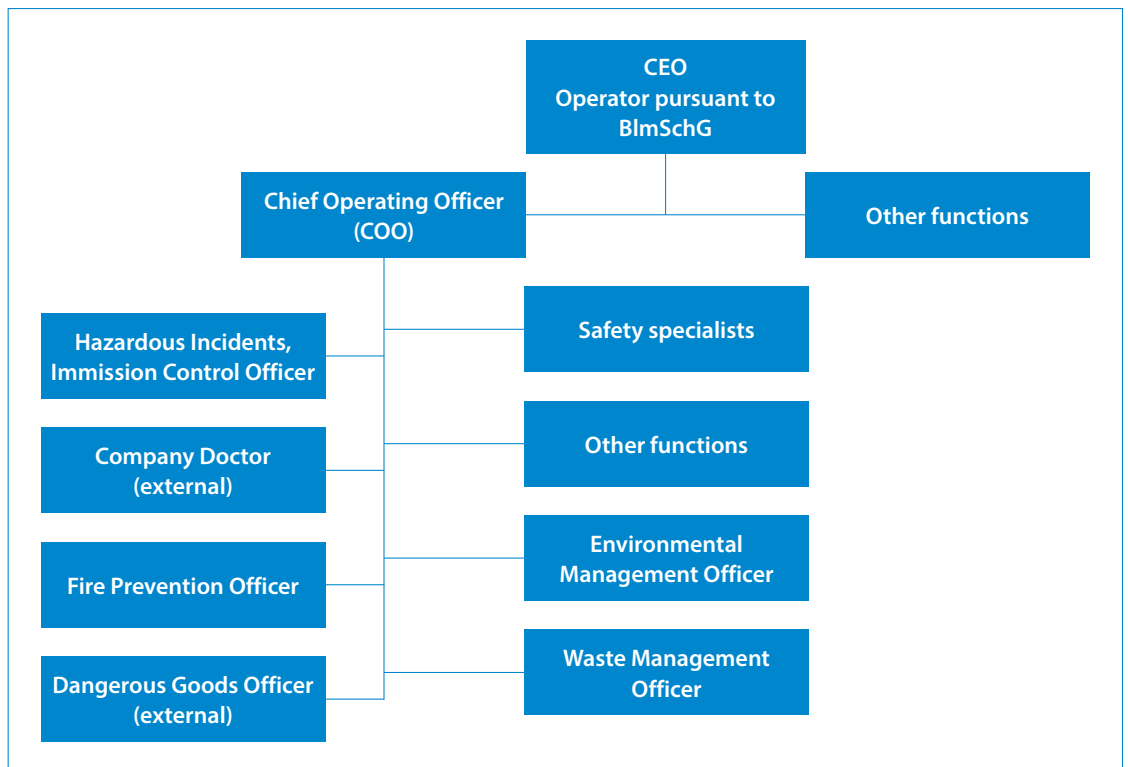 CEO
Operator pursuant to
BlmSchG
Chief Operating Officer
(COO)
Other functions
Hazardous Incidents,
Immission Control Officer
Safety specialists
Company Doctor
(external)
Other functions
Fire Prevention Officer
Environmental
Management Officer
Dangerous Goods Officer
(external)
Waste Management
Officer